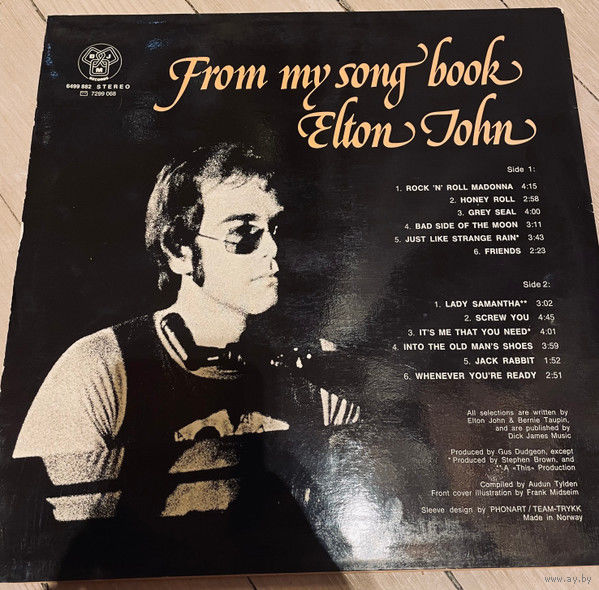 DJM
RECORDS
6499 882 STEREO
7299 068
From my song book
Elton John
Side 1:
1. ROCK 'N' ROLL MADONNA 4:15
2. HONEY ROLL 2:58
3. GREY SEAL 4:00
4. BAD SIDE OF THE MOON 3:11
5. JUST LIKE STRANGE RAIN* 3:43
6. FRIENDS 2:23
Side 2:
1. LADY SAMANTHA** 3:02
2. SCREW YOU 4:45
3. IT'S ME THAT YOU NEED* 4:01
4. INTO THE OLD MAN'S SHOES 3:59
5. JACK RABBIT 1:52
6. WHENEVER YOU'RE READY 2:51
All selections are written by
Elton John & Bernie Taupin,
and are published by
Dick James Music
Produced by Gus Dudgeon, except
*Produced by Stephen Brown, and
**A «This» Production
Compiled by Audun Tylden
Front cover illustration by Frank Midseim
Sleeve design by PHONART / TEAM-TRYKK
Made in Norway
www.ay.by